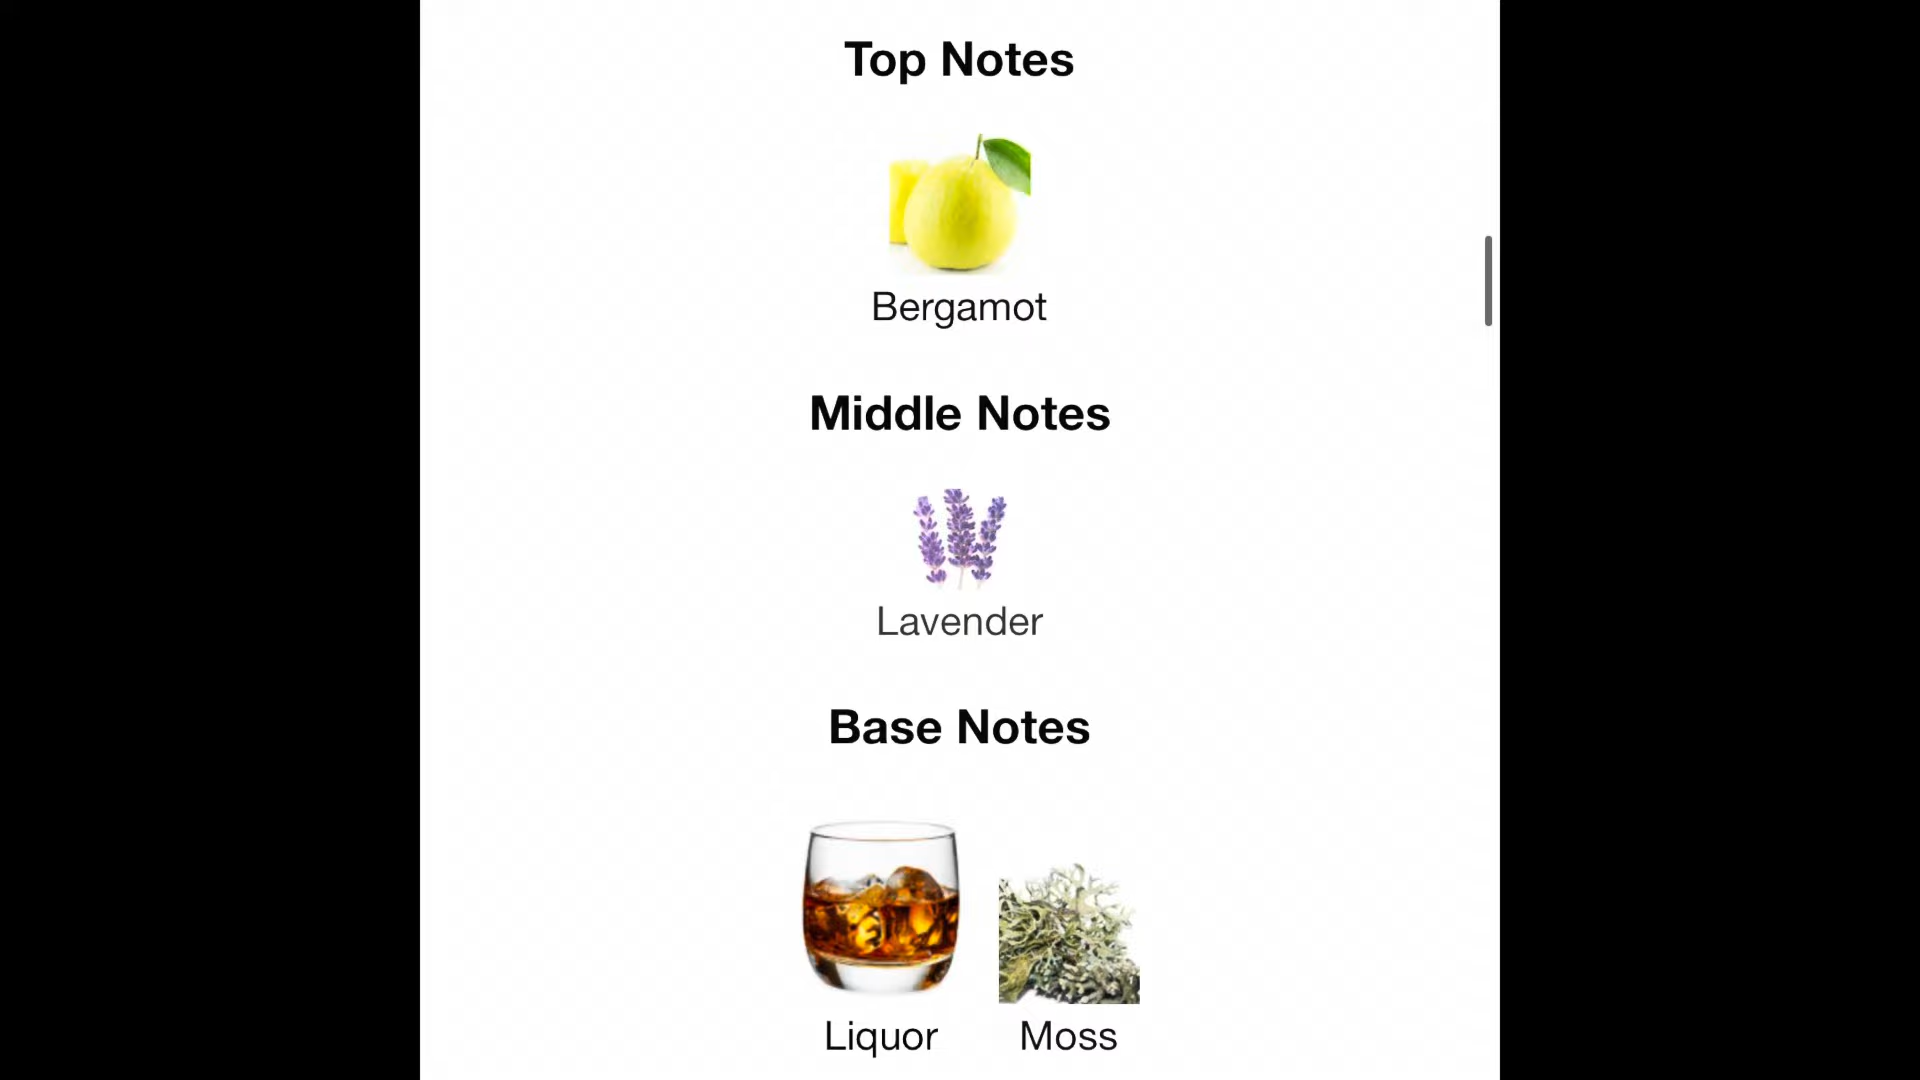 Top Notes
Bergamot
Middle Notes
Lavender
Base Notes
Liquor Moss